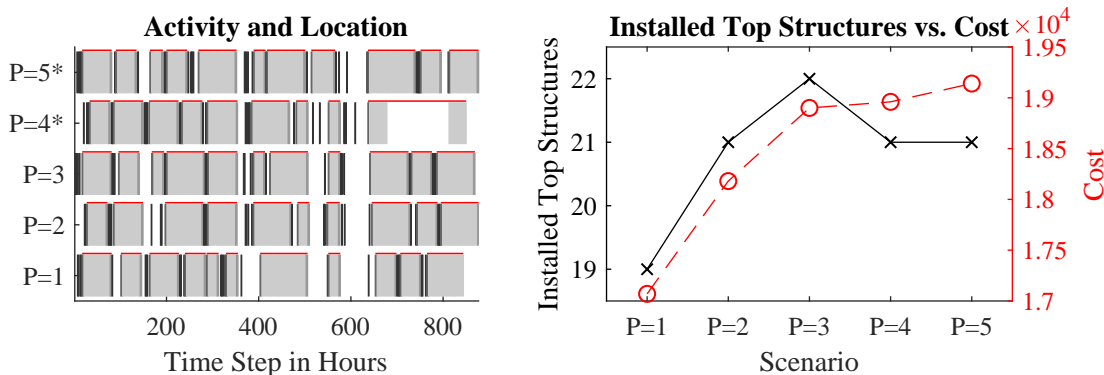 Activity and Location
P=5*
P=4*
P=3
P=2
P=1
200 400 600 800
Time Step in Hours
Installed Top Structures vs. Cost
×10⁴
Installed Top Structures
22
21
20
19
P=1 P=2 P=3 P=4 P=5
Scenario
1.95
1.9
1.85
1.8
1.75
1.7
Cost